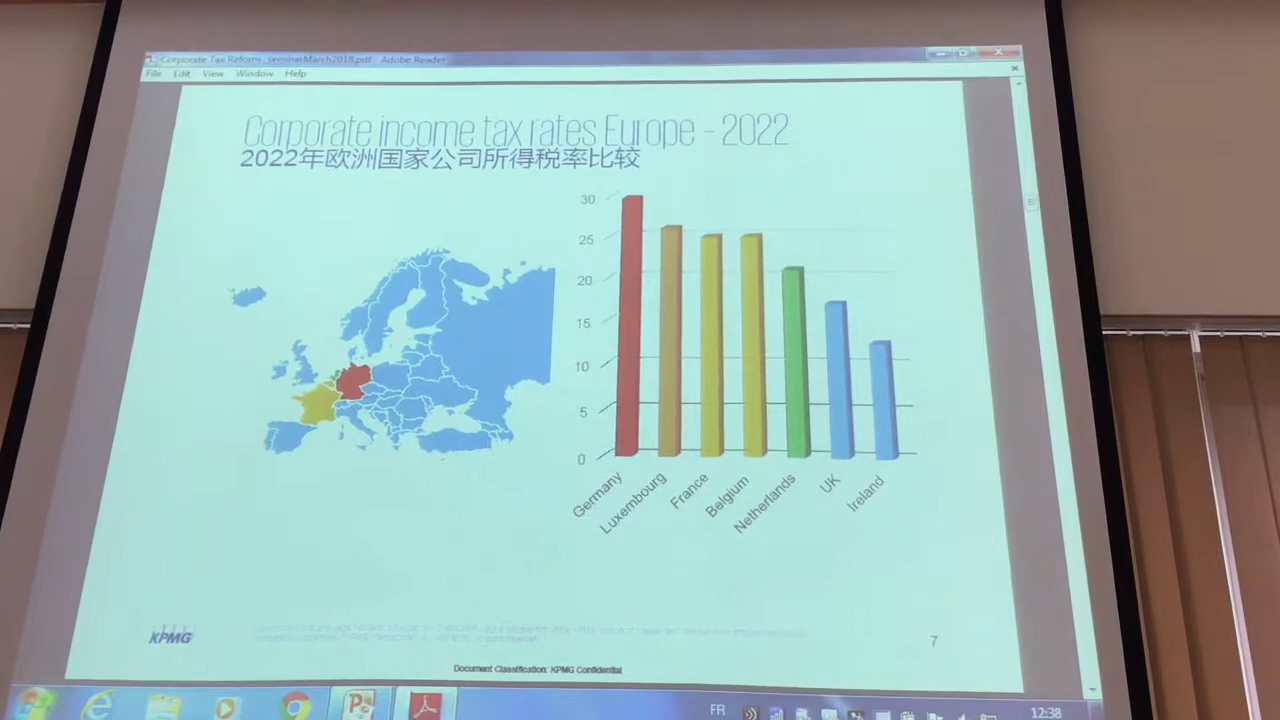 Corporate Tax Reform _seminarMarch2018.pdf - Adobe Reader
File Edit View Window Help
Corporate income tax rates Europe - 2022
2022年欧洲国家公司所得税率比较
30
25
20
15
10
5
0
Germany
Luxembourg
France
Belgium
Netherlands
UK
Ireland
KPMG
7
Document Classification: KPMG Confidential
FR
12:38